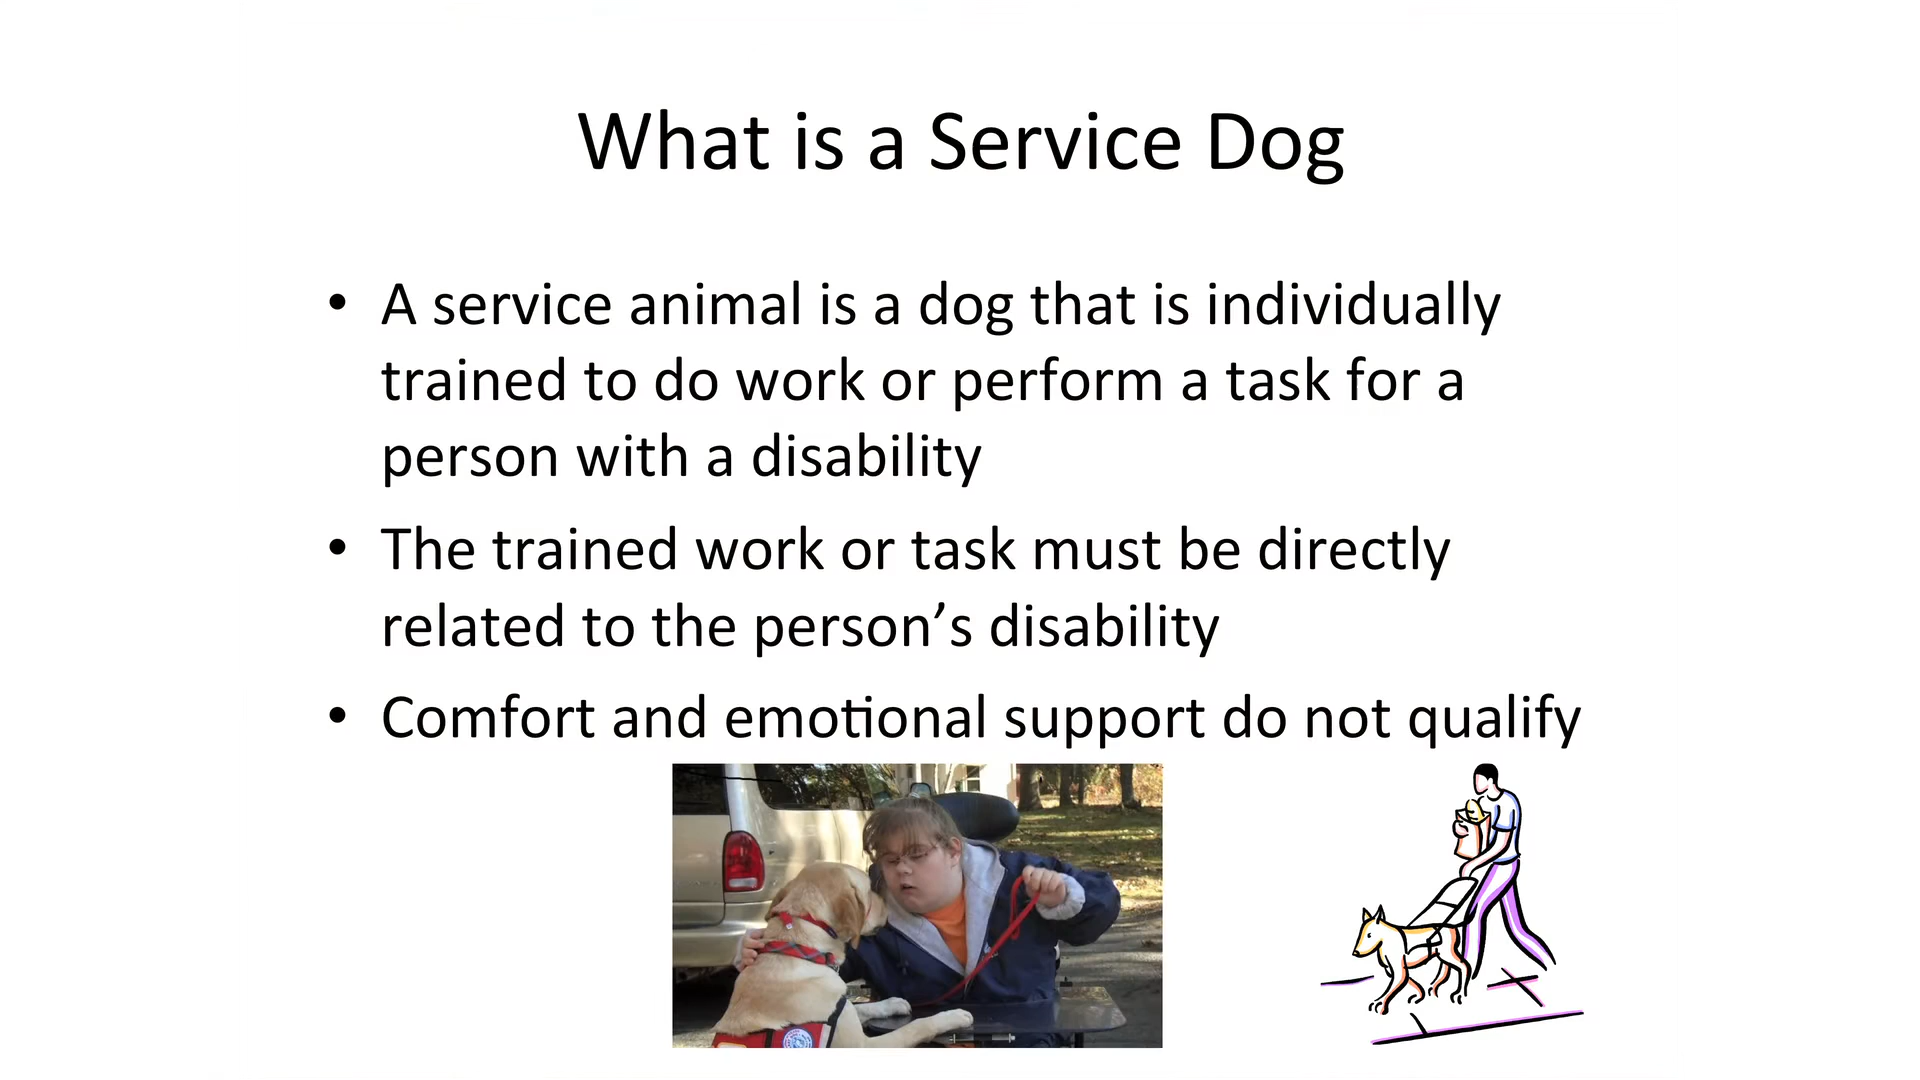 What is a Service Dog
• A service animal is a dog that is individually
trained to do work or perform a task for a
person with a disability
• The trained work or task must be directly
related to the person’s disability
• Comfort and emotional support do not qualify